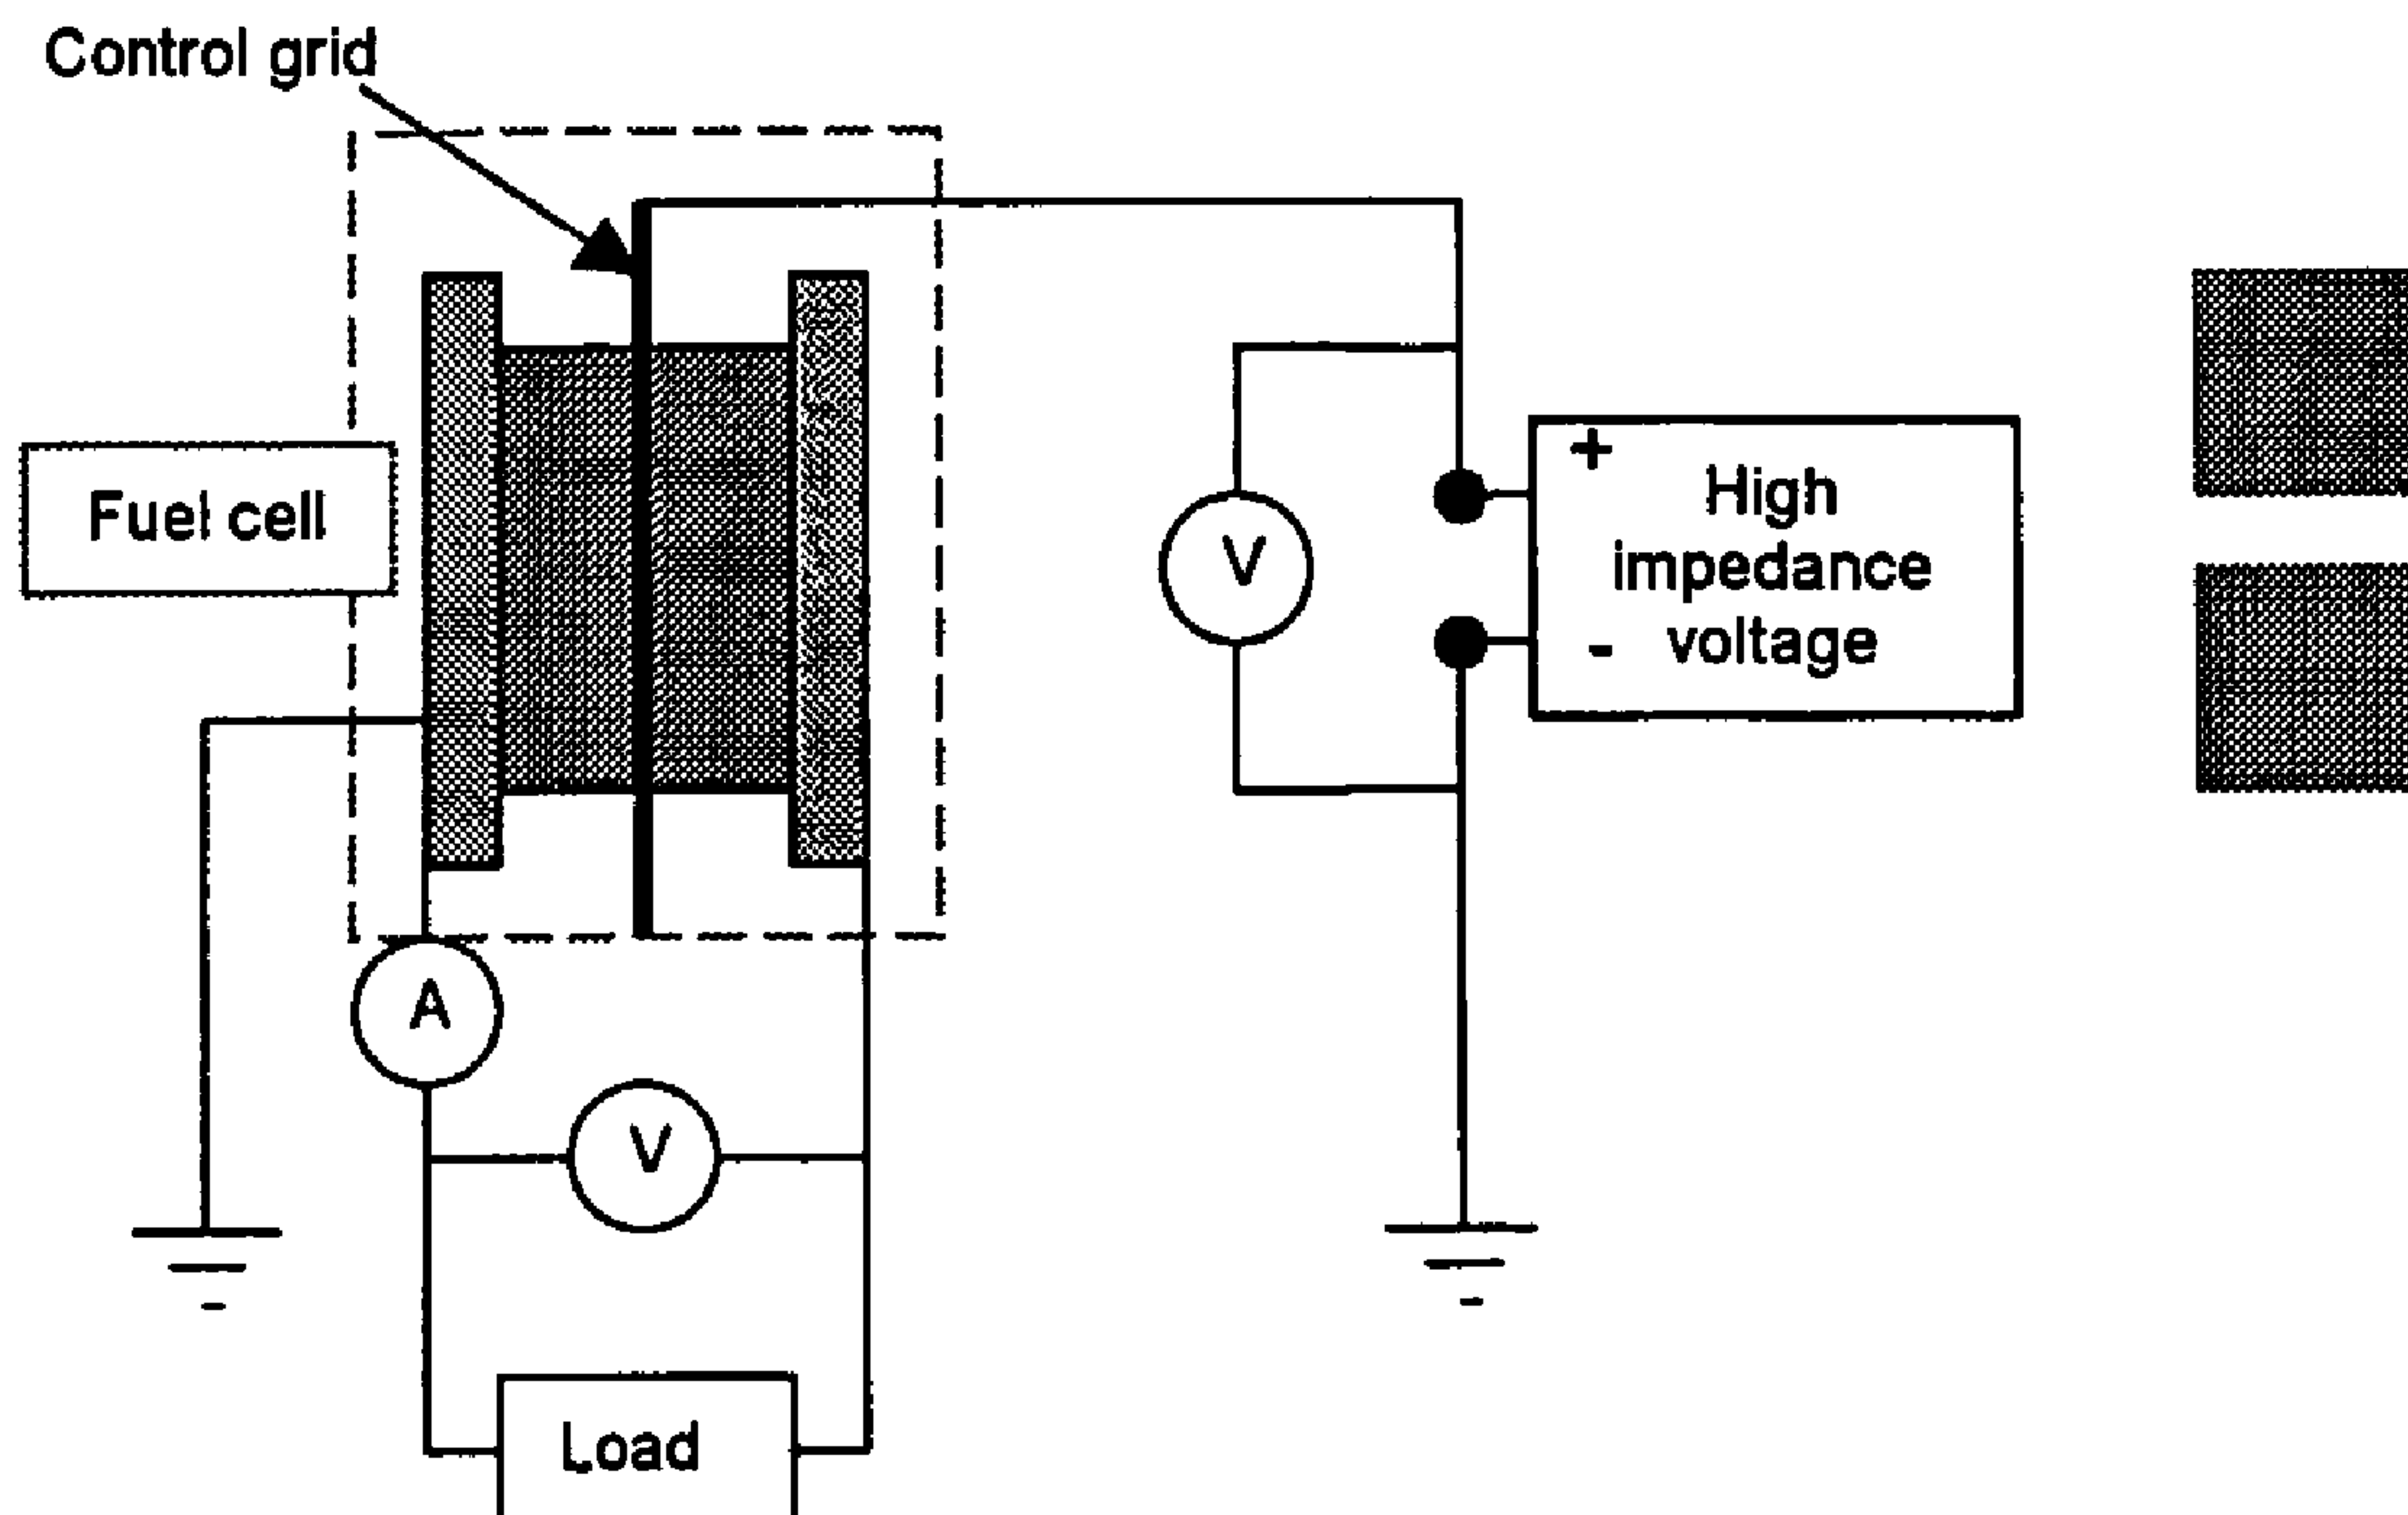 Control grid
Fuel cell
V
+
High
impedance
- voltage
A
V
Load